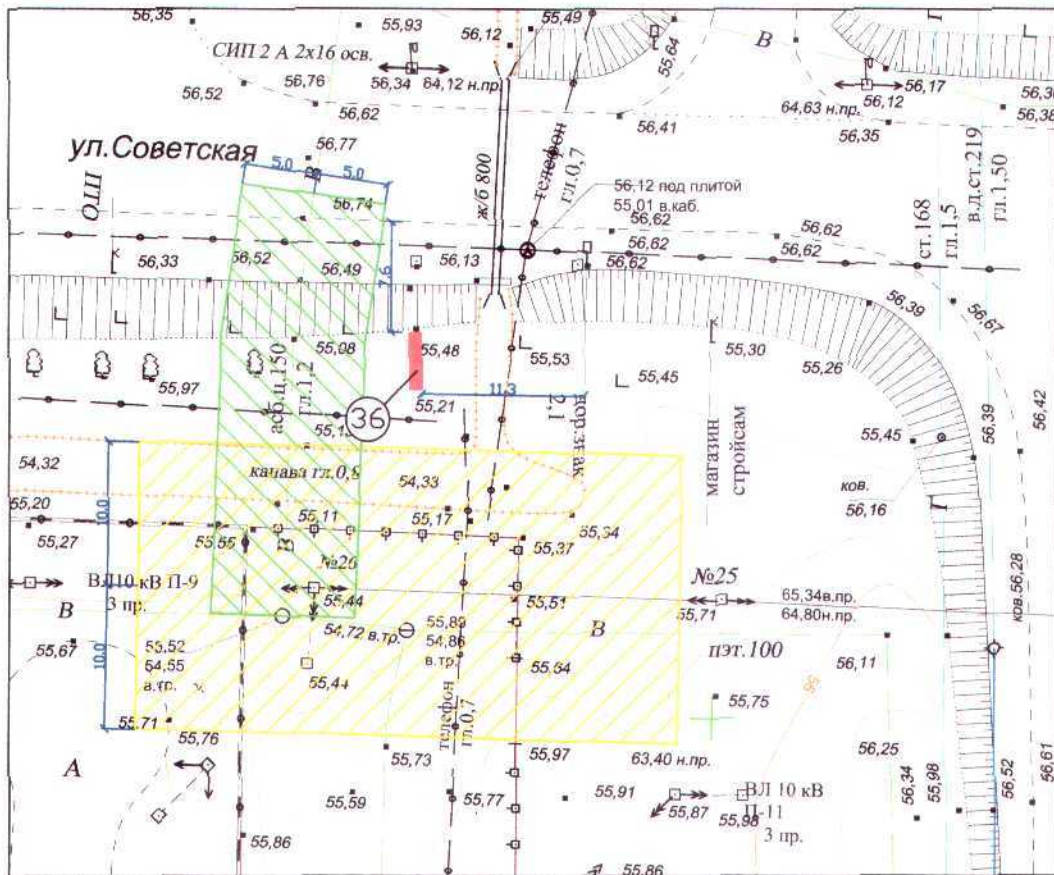 56,35
55,93
56,12
55,49
55,64
В
Г
СИП 2 А 2х16 осв.
56,76
56,34
64,12 н.пр.
56,52
56,62
64,63 н.пр.
56,12
56,17
56,38
56,41
56,35
ул.Советская
56,77
5.0
5.0
В
ж/б 800
телефон
гл.0,7
56,12 под плитой
55,01 в.каб.
в.д.ст.219
гл.1,50
ст.168
гл.1,5
ОШ
56,74
56,62
56,62
56,62
56,62
56,62
К
56,33
56,52
56,49
7.6
56,13
56,39
56,67
55,08
55,48
55,53
К
55,30
55,26
55,97
асб.ц.150
гл.1,2
55,45
11.3
36
55,21
дор.знак
2,1
магазин
стройсам
55,45
56,39
56,42
54,32
канава гл.0,8
54,33
ков.
56,16
Г
55,20
10.0
55,27
55,11
55,17
55,37
В
№26
№25
ВЛ10 кВ П-9
3 пр.
55,44
55,51
55,71
65,34в.пр.
64,80н.пр.
ков.56,28
В
54,72 в.тр.
54,86
в.тр.
В
55,67
10.0
55,52
54,55
в.тр.
55,44
пэт.100
56,11
55,75
телефон
гл.0,7
55,71
55,76
55,73
55,97
63,40 н.пр.
56,25
56,34
55,98
56,52
56,61
А
55,59
55,77
55,91
55,87
55,98
ВЛ 10 кВ
П-11
3 пр.
55,86
55,86